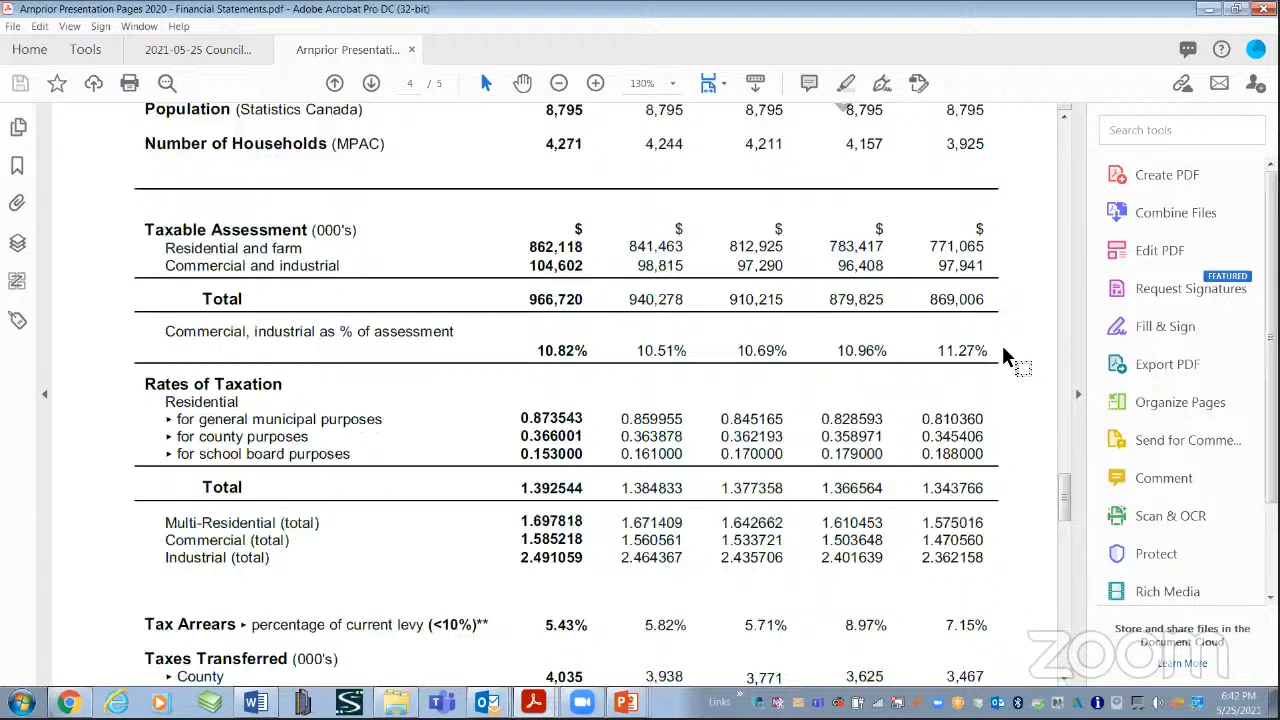 Arnprior Presentation Pages 2020 - Financial Statements.pdf - Adobe Acrobat Pro DC (32-bit)
File Edit View Sign Window Help
Home Tools 2021-05-25 Council... Arnprior Presentati... ×
4 / 5 130%
Population (Statistics Canada) 8,795 8,795 8,795 8,795 8,795
Number of Households (MPAC) 4,271 4,244 4,211 4,157 3,925
Taxable Assessment (000's) $ $ $ $ $
Residential and farm 862,118 841,463 812,925 783,417 771,065
Commercial and industrial 104,602 98,815 97,290 96,408 97,941
Total 966,720 940,278 910,215 879,825 869,006
Commercial, industrial as % of assessment
10.82% 10.51% 10.69% 10.96% 11.27%
Rates of Taxation
Residential
▸ for general municipal purposes 0.873543 0.859955 0.845165 0.828593 0.810360
▸ for county purposes 0.366001 0.363878 0.362193 0.358971 0.345406
▸ for school board purposes 0.153000 0.161000 0.170000 0.179000 0.188000
Total 1.392544 1.384833 1.377358 1.366564 1.343766
Multi-Residential (total) 1.697818 1.671409 1.642662 1.610453 1.575016
Commercial (total) 1.585218 1.560561 1.533721 1.503648 1.470560
Industrial (total) 2.491059 2.464367 2.435706 2.401639 2.362158
Tax Arrears ▸ percentage of current levy (<10%)** 5.43% 5.82% 5.71% 8.97% 7.15%
Taxes Transferred (000's)
▸ County 4,035 3,938 3,771 3,625 3,467
Search tools
Create PDF
Combine Files
Edit PDF
FEATURED
Request Signatures
Fill & Sign
Export PDF
Organize Pages
Send for Comme...
Comment
Scan & OCR
Protect
Rich Media
Store and share files in the
Document Cloud
Learn More
zoom
Links »
6:42 PM
5/25/2021